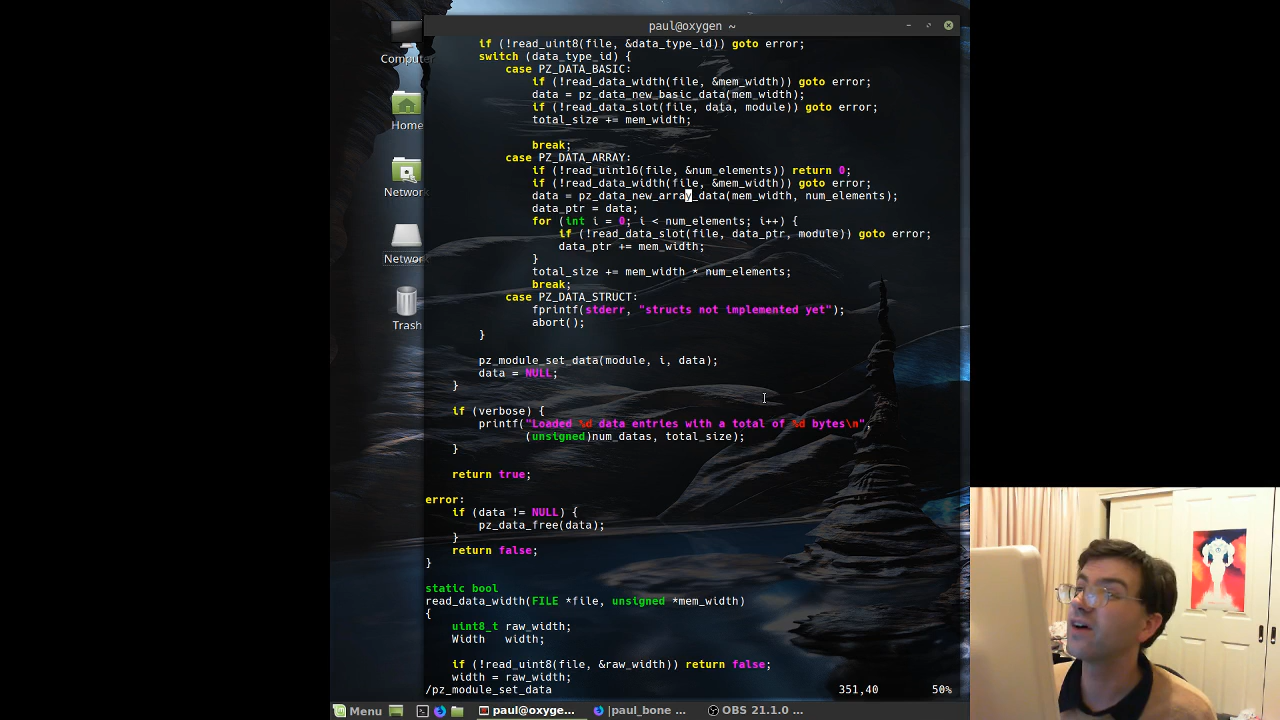 paul@oxygen ~
Computer
Home
Network
Network
Trash
if (!read_uint8(file, &data_type_id)) goto error;
switch (data_type_id) {
case PZ_DATA_BASIC:
if (!read_data_width(file, &mem_width)) goto error;
data = pz_data_new_basic_data(mem_width);
if (!read_data_slot(file, data, module)) goto error;
total_size += mem_width;
break;
case PZ_DATA_ARRAY:
if (!read_uint16(file, &num_elements)) return 0;
if (!read_data_width(file, &mem_width)) goto error;
data = pz_data_new_array_data(mem_width, num_elements);
data_ptr = data;
for (int i = 0; i < num_elements; i++) {
if (!read_data_slot(file, data_ptr, module)) goto error;
data_ptr += mem_width;
}
total_size += mem_width * num_elements;
break;
case PZ_DATA_STRUCT:
fprintf(stderr, "structs not implemented yet");
abort();
}
pz_module_set_data(module, i, data);
data = NULL;
}
if (verbose) {
printf("Loaded %d data entries with a total of %d bytes\n",
(unsigned)num_datas, total_size);
}
return true;
error:
if (data != NULL) {
pz_data_free(data);
}
return false;
}
static bool
read_data_width(FILE *file, unsigned *mem_width)
{
uint8_t raw_width;
Width width;
if (!read_uint8(file, &raw_width)) return false;
width = raw_width;
/pz_module_set_data 351,40 50%
Menu paul@oxyge... |paul_bone ... OBS 21.1.0 ...